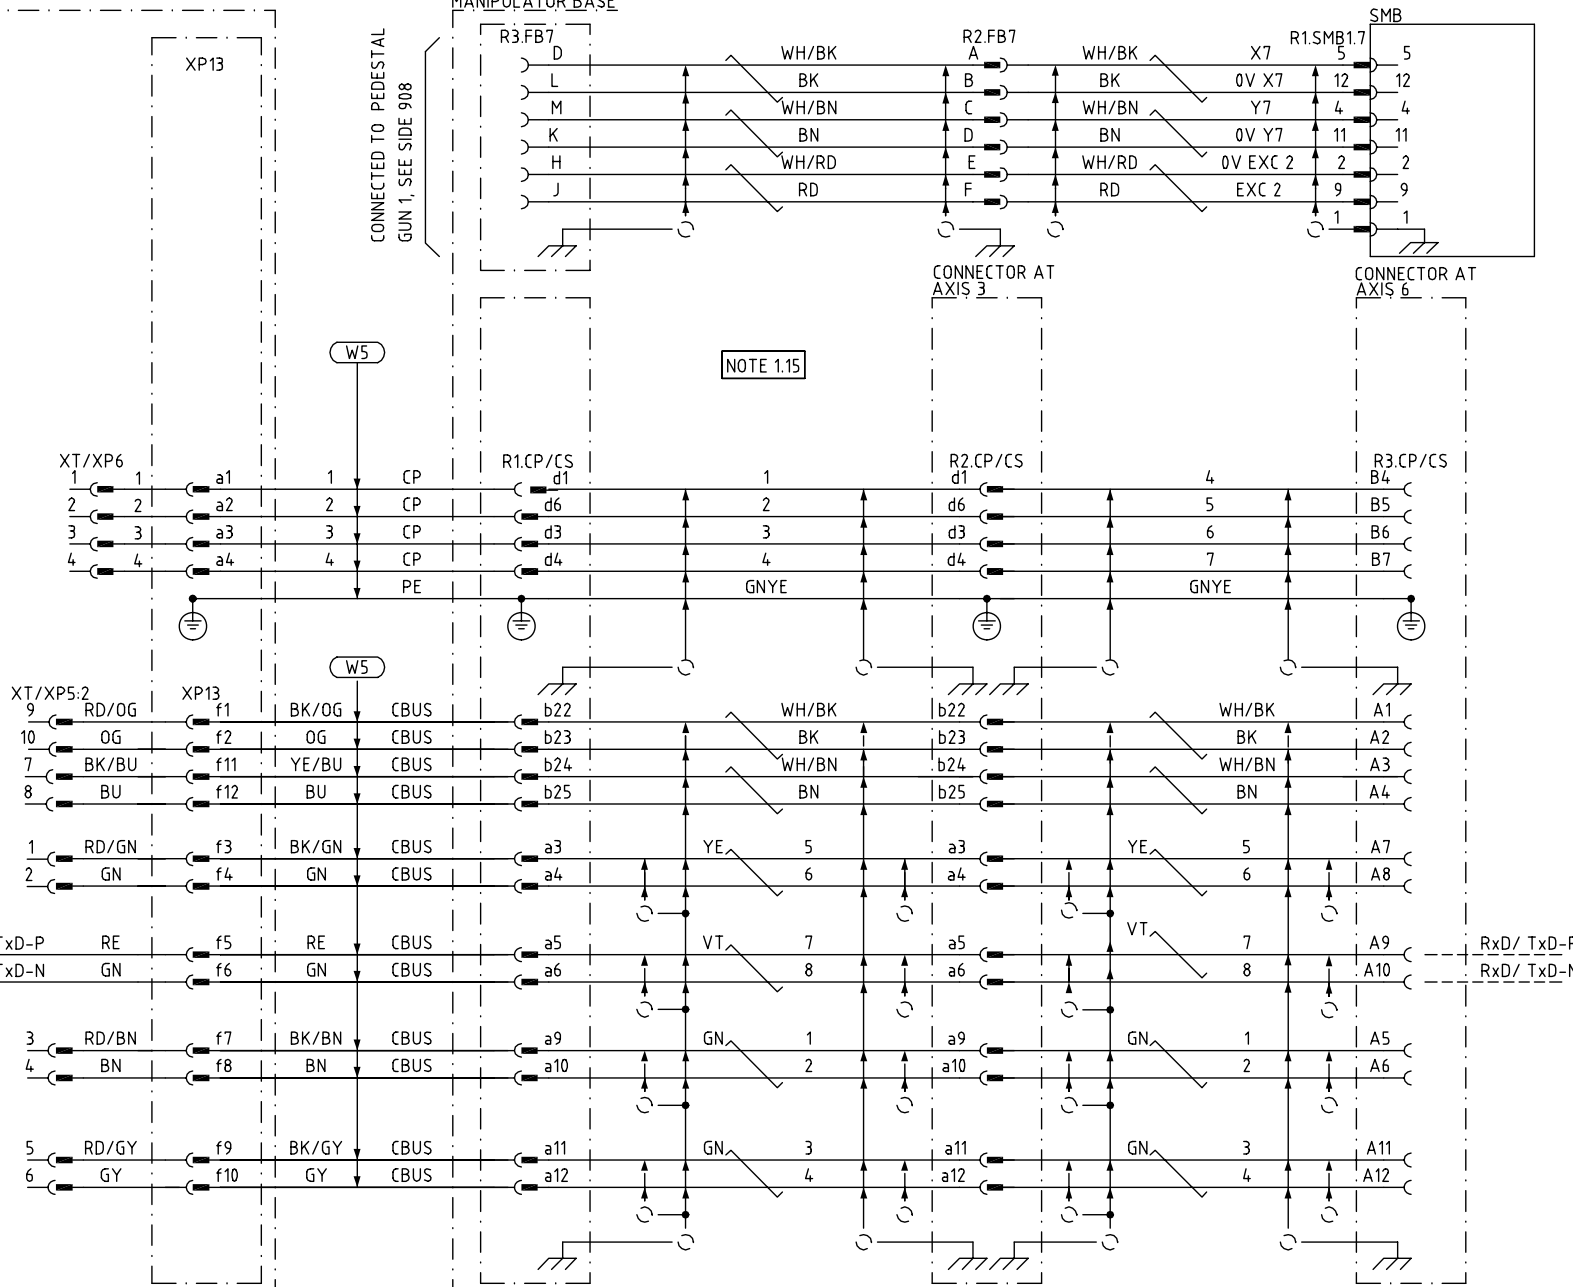 MANIPULATOR BASE
SMB
XP13
CONNECTED TO PEDESTAL
GUN 1, SEE SIDE 908
R3.FB7 R2.FB7 R1.SMB1.7
D WH/BK A WH/BK X7 5 5
L BK B BK 0V X7 12 12
M WH/BN C WH/BN Y7 4 4
K BN D BN 0V Y7 11 11
H WH/RD E WH/RD 0V EXC 2 2 2
J RD F RD EXC 2 9 9
1 1
CONNECTOR AT
AXIS 3
CONNECTOR AT
AXIS 6
W5
NOTE 1.15
XT/XP6 R1.CP/CS R2.CP/CS R3.CP/CS
1 1 a1 1 CP d1 1 d1 4 B4
2 2 a2 2 CP d6 2 d6 5 B5
3 3 a3 3 CP d3 3 d3 6 B6
4 4 a4 4 CP d4 4 d4 7 B7
PE GNYE GNYE
W5
XT/XP5:2 XP13
9 RD/OG f1 BK/OG CBUS b22 WH/BK b22 WH/BK A1
10 OG f2 OG CBUS b23 BK b23 BK A2
7 BK/BU f11 YE/BU CBUS b24 WH/BN b24 WH/BN A3
8 BU f12 BU CBUS b25 BN b25 BN A4
1 RD/GN f3 BK/GN CBUS a3 YE 5 a3 YE 5 A7
2 GN f4 GN CBUS a4 6 a4 6 A8
TxD-P RE f5 RE CBUS a5 VT 7 a5 VT 7 A9 RxD/ TxD-P
TxD-N GN f6 GN CBUS a6 8 a6 8 A10 RxD/ TxD-N
3 RD/BN f7 BK/BN CBUS a9 GN 1 a9 GN 1 A5
4 BN f8 BN CBUS a10 2 a10 2 A6
5 RD/GY f9 BK/GY CBUS a11 GN 3 a11 GN 3 A11
6 GY f10 GY CBUS a12 4 a12 4 A12